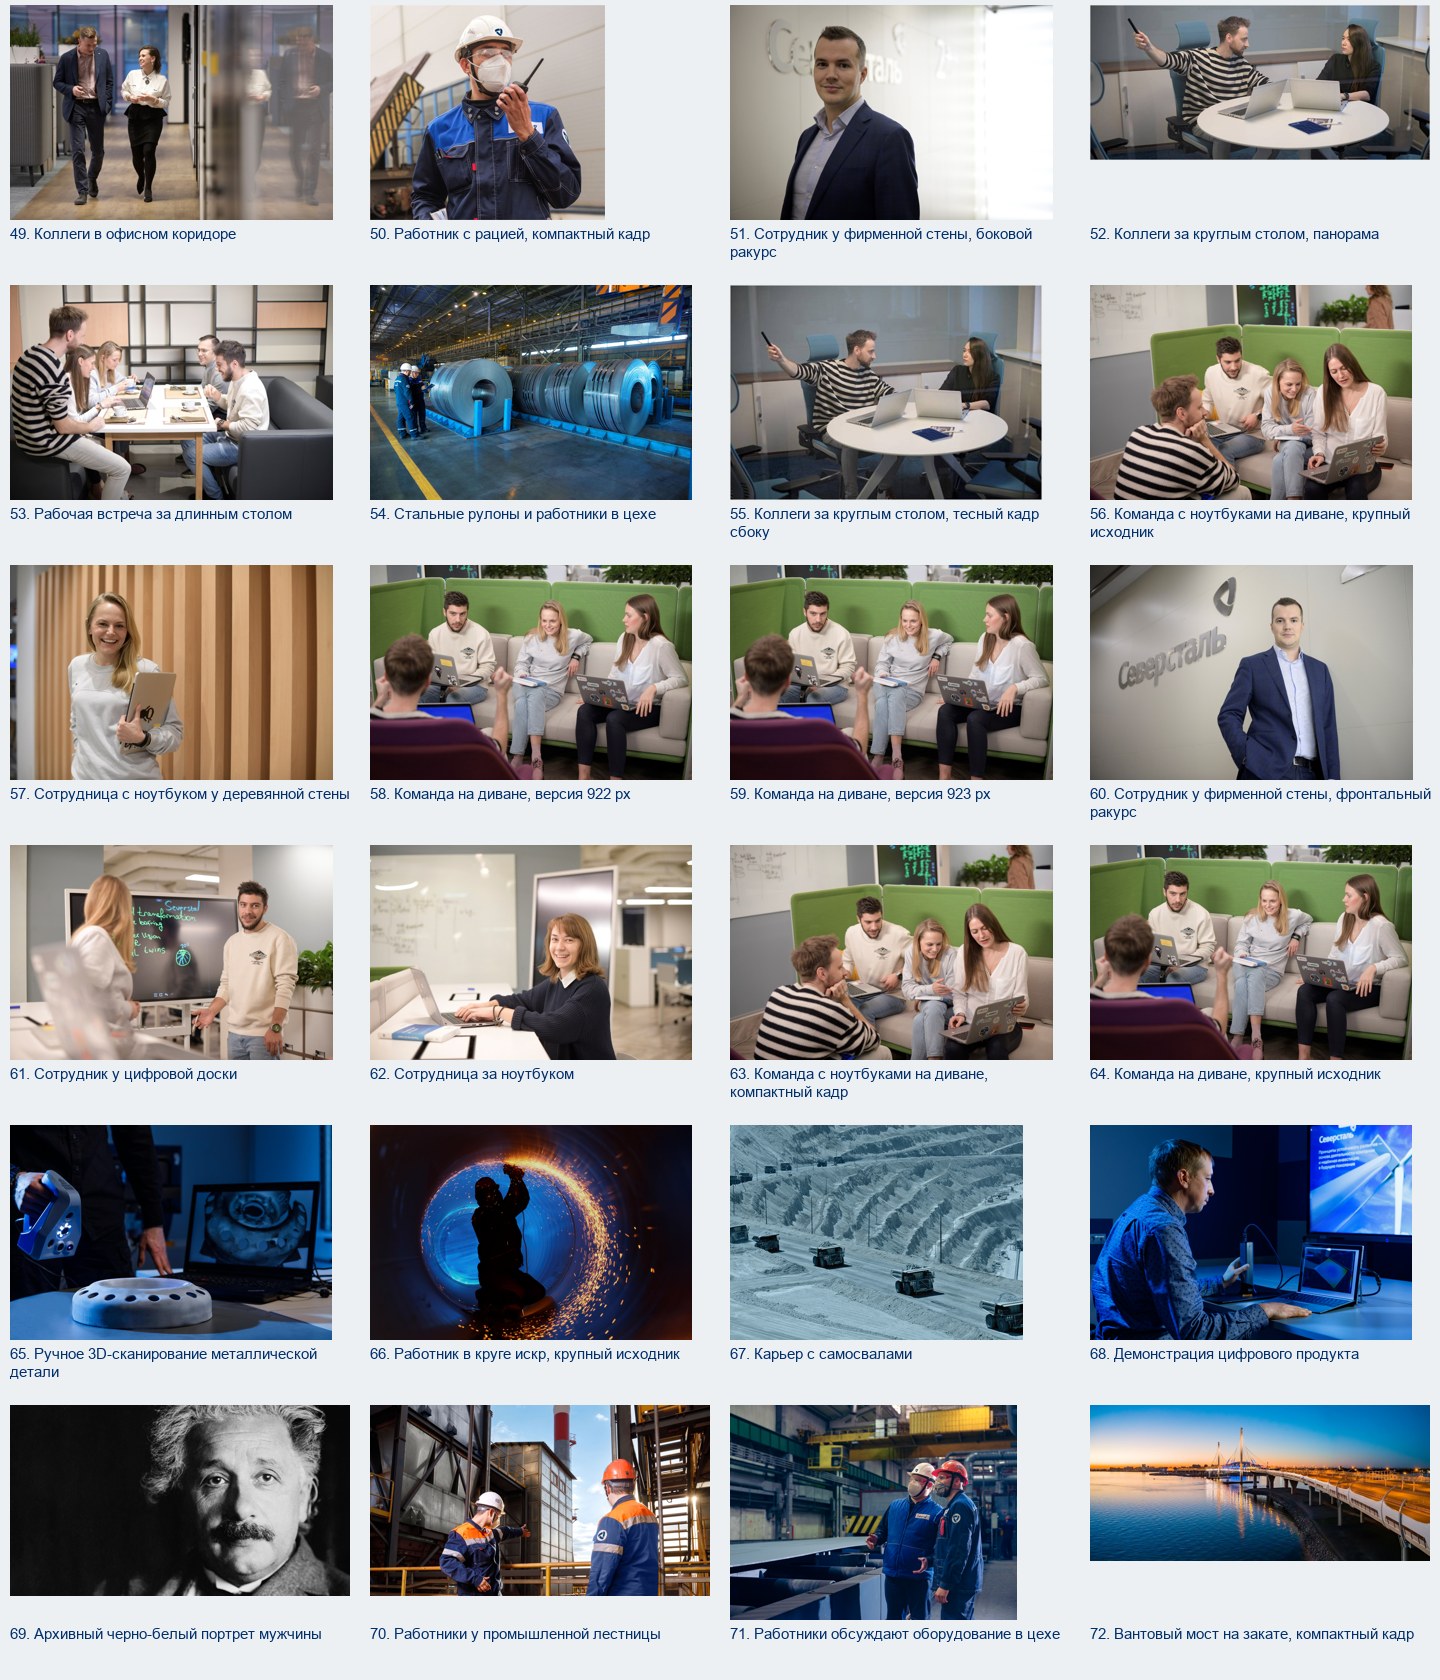 Северсталь
49. Коллеги в офисном коридоре
50. Работник с рацией, компактный кадр
51. Сотрудник у фирменной стены, боковой
ракурс
52. Коллеги за круглым столом, панорама
53. Рабочая встреча за длинным столом
54. Стальные рулоны и работники в цехе
55. Коллеги за круглым столом, тесный кадр
сбоку
56. Команда с ноутбуками на диване, крупный
исходник
Северсталь
57. Сотрудница с ноутбуком у деревянной стены
58. Команда на диване, версия 922 px
59. Команда на диване, версия 923 px
60. Сотрудник у фирменной стены, фронтальный
ракурс
Severstal
transformation
61. Сотрудник у цифровой доски
62. Сотрудница за ноутбуком
63. Команда с ноутбуками на диване,
компактный кадр
64. Команда на диване, крупный исходник
Северсталь
65. Ручное 3D-сканирование металлической
детали
66. Работник в круге искр, крупный исходник
67. Карьер с самосвалами
68. Демонстрация цифрового продукта
69. Архивный черно-белый портрет мужчины
70. Работники у промышленной лестницы
71. Работники обсуждают оборудование в цехе
72. Вантовый мост на закате, компактный кадр